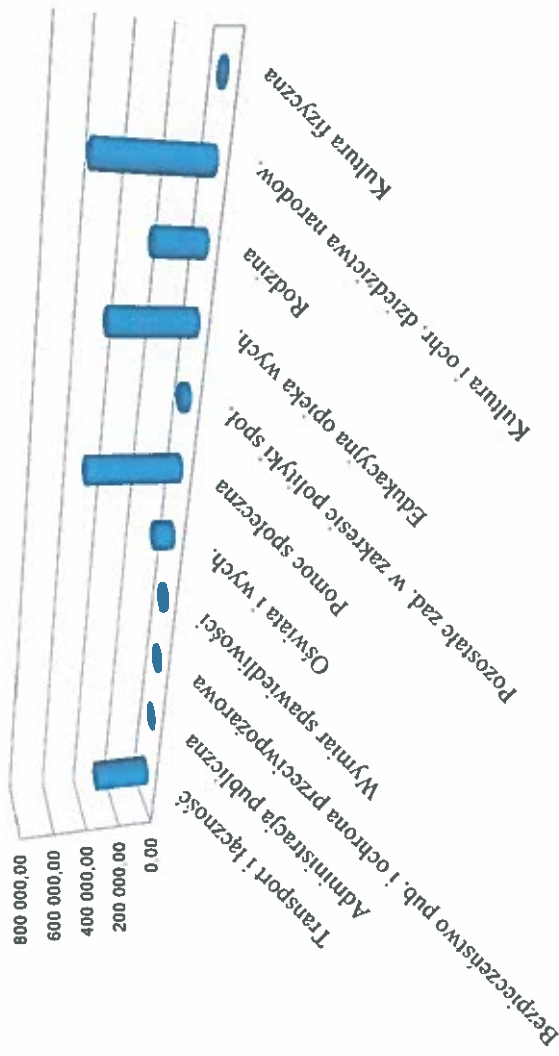 800 000,00
600 000,00
400 000,00
200 000,00
0,00
Transport i łączność
Administracja publiczna
Bezpieczeństwo pub. i ochrona przeciwpożarowa
Wymiar spawiedliwości
Oświata i wych.
Pomoc społeczna
Pozostałe zad. w zakresie polityki społ.
Edukacyjna opieka wych.
Rodzina
Kultura i ochr. dziedzictwa narodow.
Kultura fizyczna